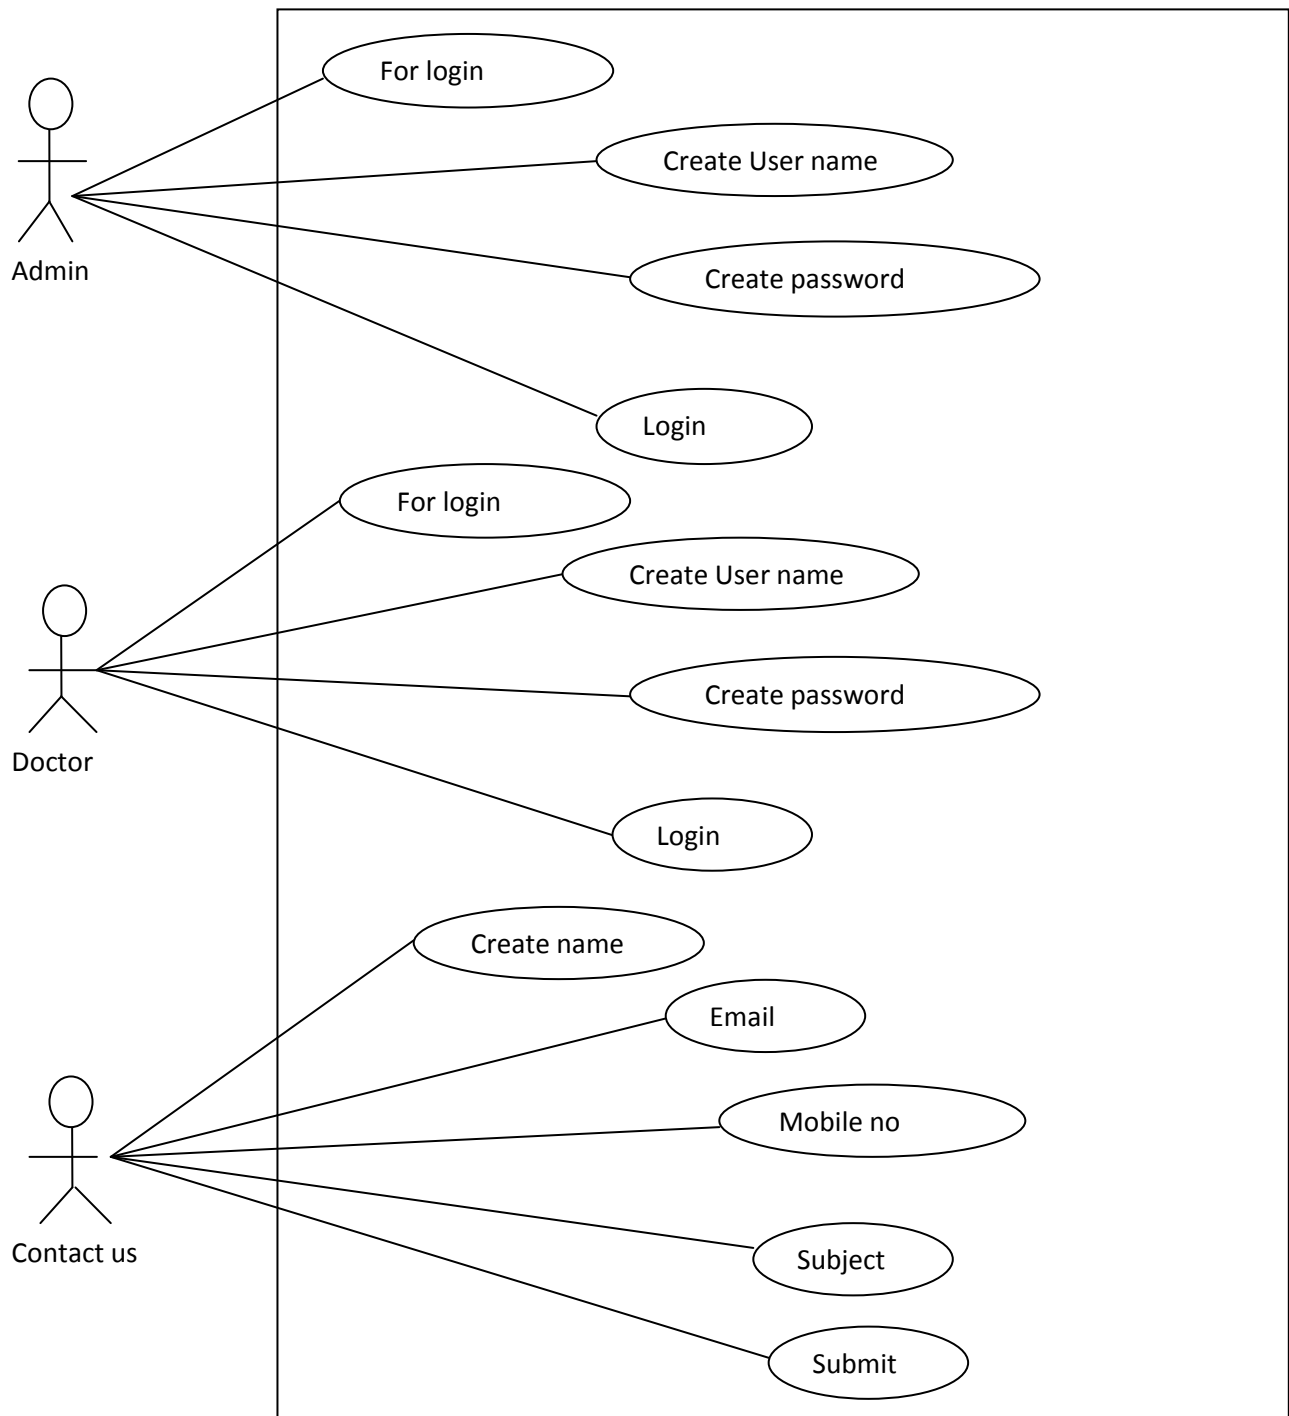 For login
Create User name
Admin
Create password
Login
For login
Create User name
Create password
Doctor
Login
Create name
Email
Mobile no
Contact us
Subject
Submit